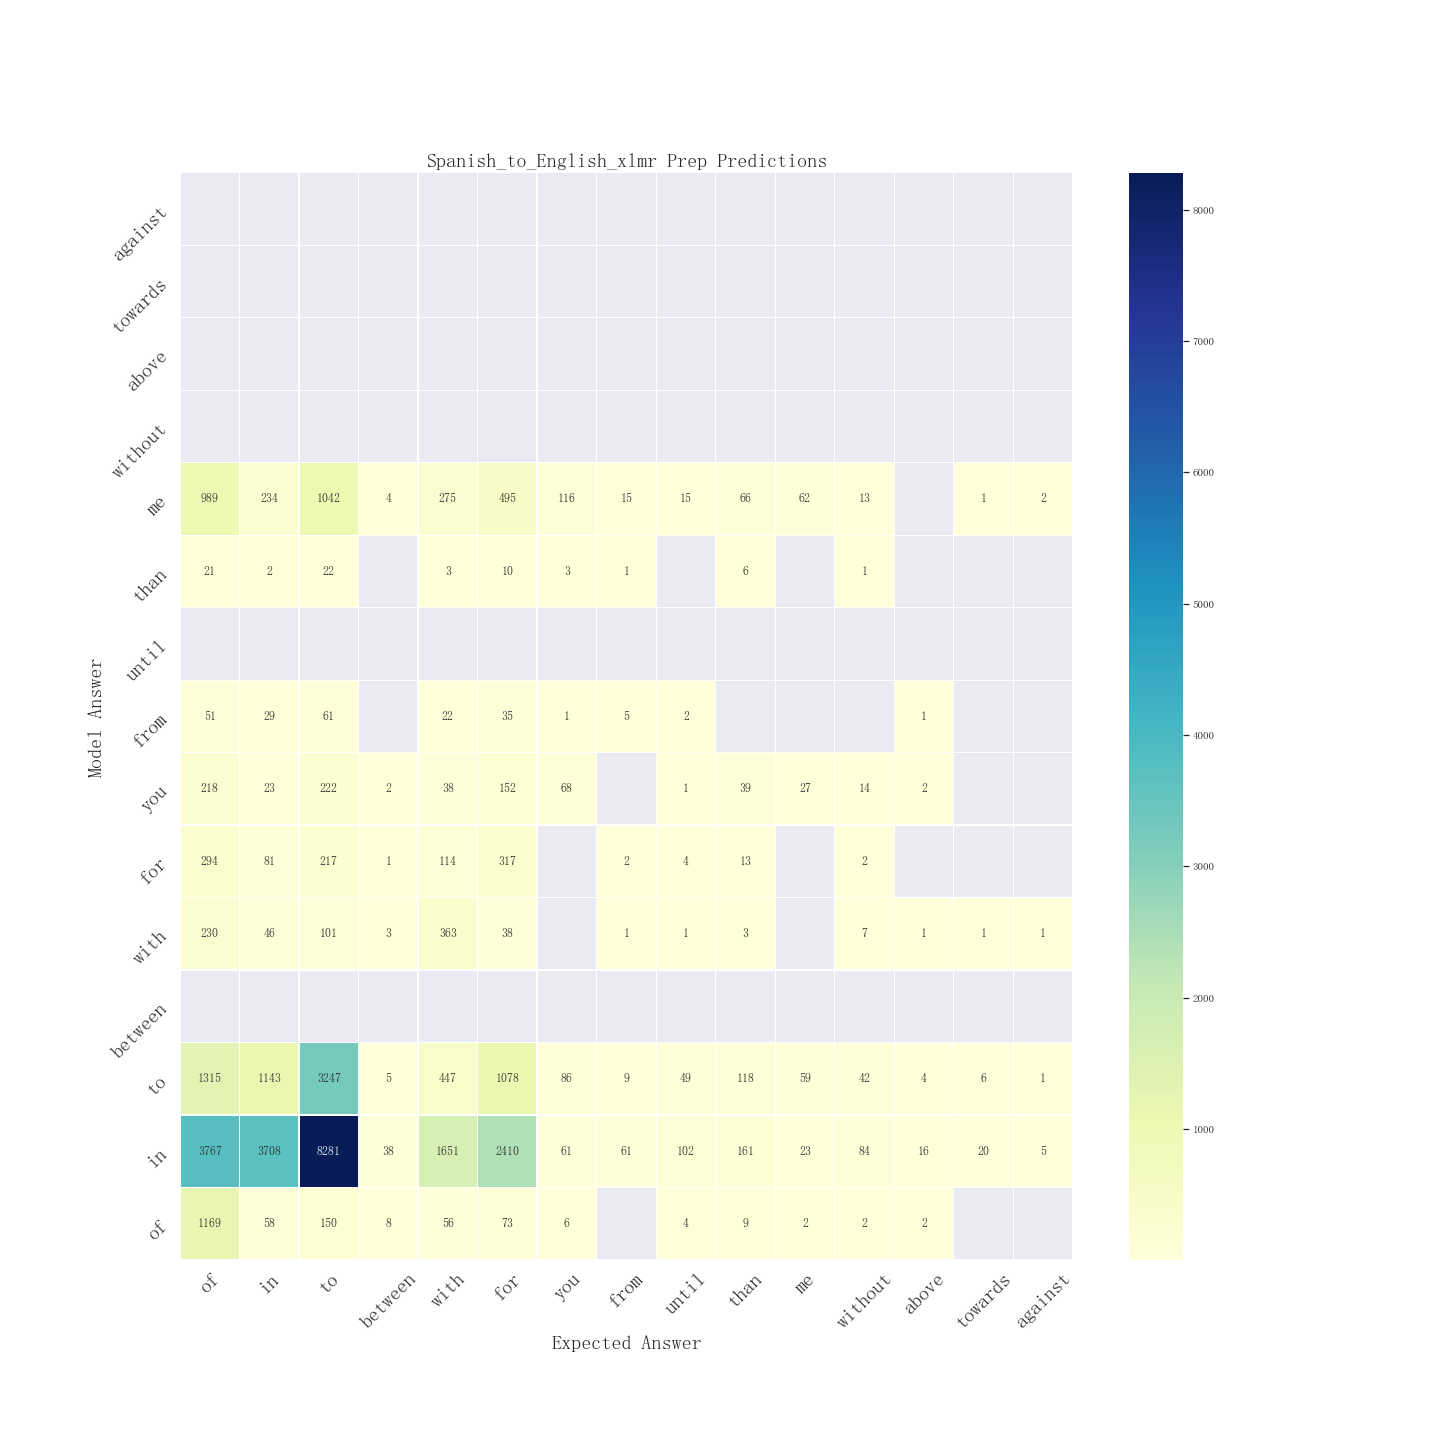 Spanish_to_English_xlmr Prep Predictions
against
towards
above
without
me 989 234 1042 4 275 495 116 15 15 66 62 13 1 2
than 21 2 22 3 10 3 1 6 1
until
from 51 29 61 22 35 1 5 2 1
you 218 23 222 2 38 152 68 1 39 27 14 2
for 294 81 217 1 114 317 2 4 13 2
with 230 46 101 3 363 38 1 1 3 7 1 1 1
between
to 1315 1143 3247 5 447 1078 86 9 49 118 59 42 4 6 1
in 3767 3708 8281 38 1651 2410 61 61 102 161 23 84 16 20 5
of 1169 58 150 8 56 73 6 4 9 2 2 2
of in to between with for you from until than me without above towards against
Expected Answer
Model Answer
8000
7000
6000
5000
4000
3000
2000
1000